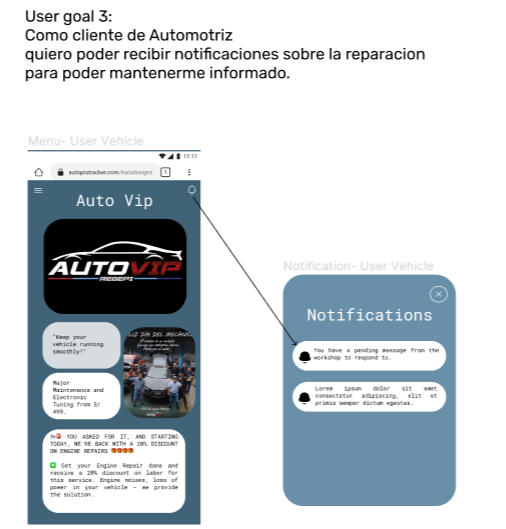 User goal 3:
Como cliente de Automotriz
quiero poder recibir notificaciones sobre la reparacion
para poder mantenerme informado.
Menu- User Vehicle
11:11
autoprotracker.com/karodesigns
1
Auto Vip
AUTOVIP
REGEPI
"Keep your
vehicle running
smoothly!"
LIZ DÍA DEL MECÁNIC
Major
Maintenance and
Electronic
Tuning from S/
499.
YOU ASKED FOR IT, AND STARTING
TODAY, WE'RE BACK WITH A 20% DISCOUNT
ON ENGINE REPAIRS
Get your Engine Repair done and
receive a 20% discount on labor for
this service. Engine noises, loss of
power in your vehicle – we provide
the solution.
Notification- User Vehicle
Notifications
You have a pending message from the
workshop to respond to.
Lorem ipsum dolor sit amet
consectetur adipiscing, elit et
primis semper dictum egestas.